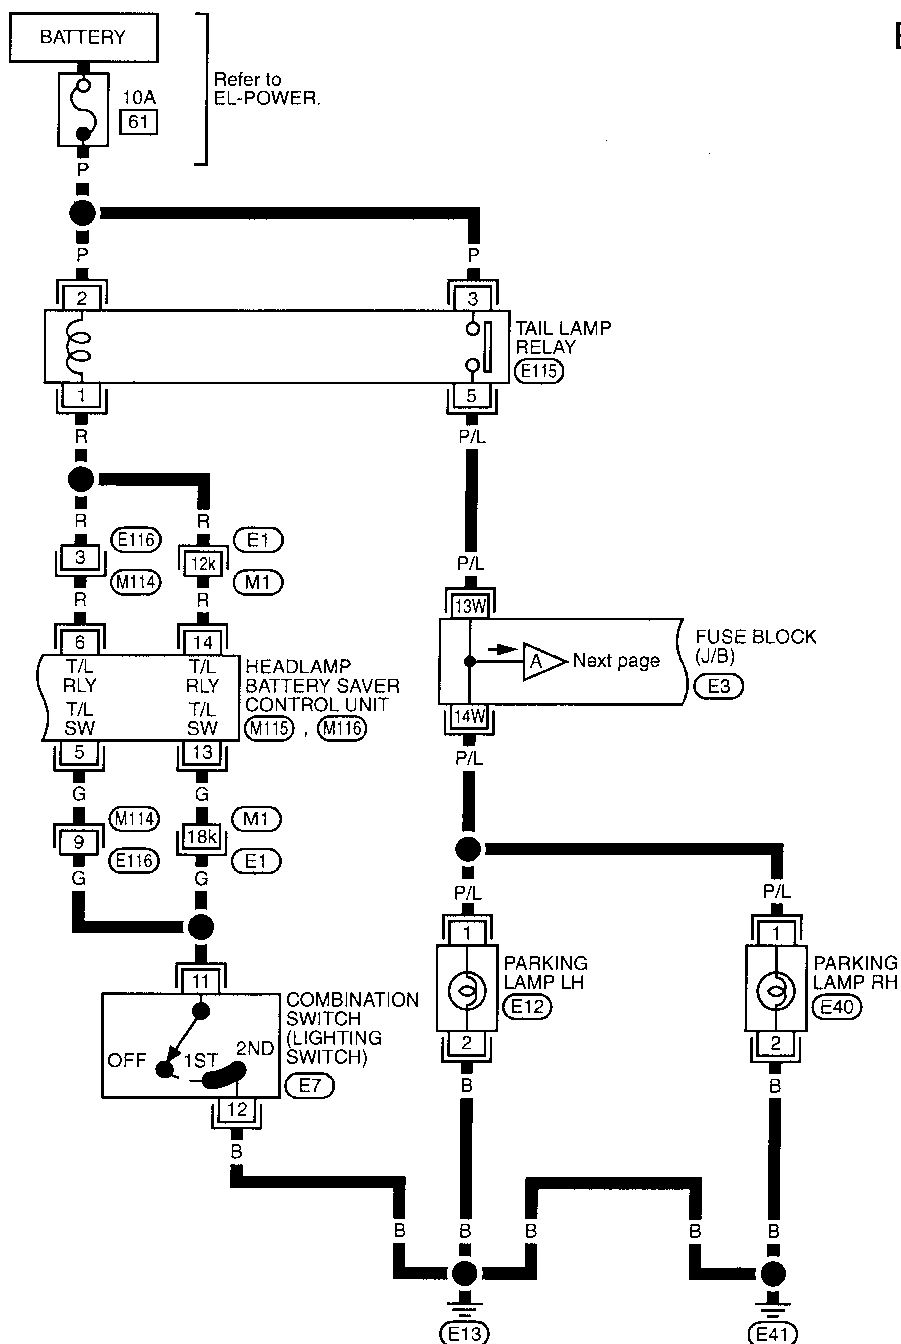 BATTERY
10A
61
Refer to
EL-POWER.
P
P
P
2
3
TAIL LAMP
RELAY
E115
1
5
R
P/L
R
R
3
E116
M114
12k
E1
M1
R
R
P/L
13W
6
14
T/L
RLY
T/L
SW
T/L
RLY
T/L
SW
HEADLAMP
BATTERY SAVER
CONTROL UNIT
M115 , M116
A
Next page
FUSE BLOCK
(J/B)
E3
14W
5
13
P/L
G
G
9
M114
E116
18k
M1
E1
G
G
P/L
P/L
1
1
PARKING
LAMP LH
E12
PARKING
LAMP RH
E40
2
2
11
OFF
1ST
2ND
COMBINATION
SWITCH
(LIGHTING
SWITCH)
E7
12
B
B
B
B
B
B
B
B
E13
E41